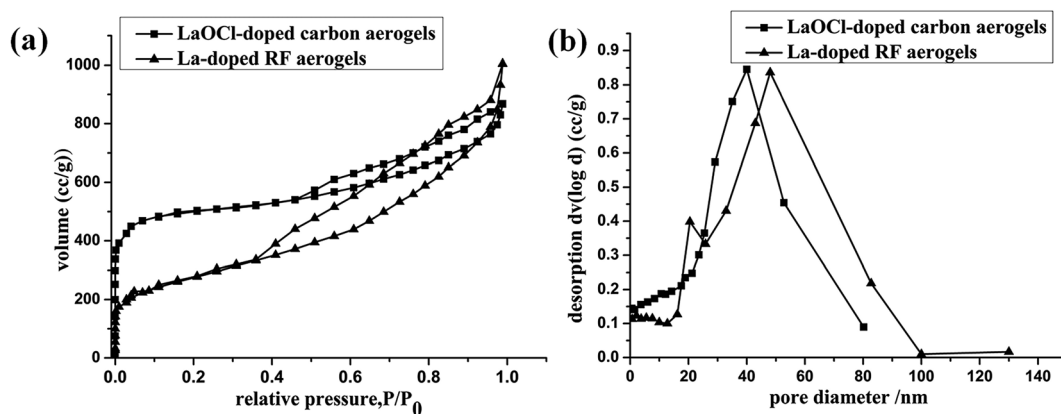 (a)
LaOCl-doped carbon aerogels
La-doped RF aerogels
volume (cc/g))
1000
800
600
400
200
0
0.0 0.2 0.4 0.6 0.8 1.0
relative pressure,P/P0
(b)
LaOCl-doped carbon aerogels
La-doped RF aerogels
desorption dv(log d) (cc/g)
0.9
0.8
0.7
0.6
0.5
0.4
0.3
0.2
0.1
0.0
0 20 40 60 80 100 120 140
pore diameter /nm